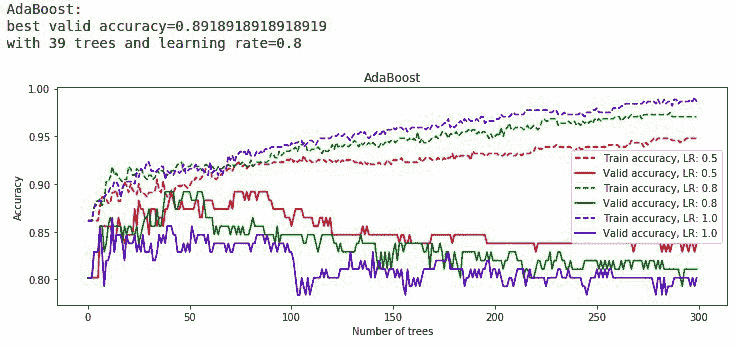 AdaBoost:
best valid accuracy=0.8918918918918919
with 39 trees and learning rate=0.8
AdaBoost
1.00
0.95
0.90
0.85
0.80
Accuracy
Train accuracy, LR: 0.5
Valid accuracy, LR: 0.5
Train accuracy, LR: 0.8
Valid accuracy, LR: 0.8
Train accuracy, LR: 1.0
Valid accuracy, LR: 1.0
0 50 100 150 200 250 300
Number of trees